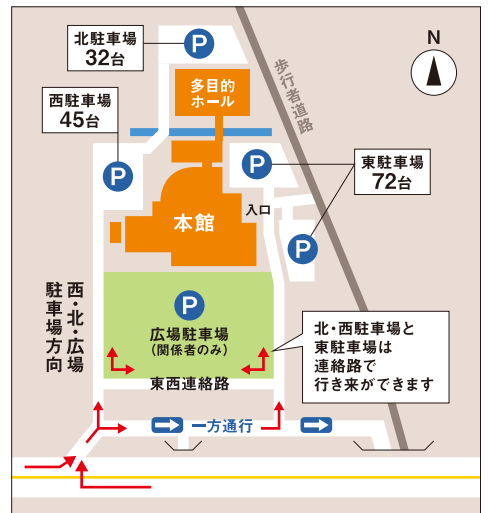 北駐車場
32台
P
N
多目的
ホール
歩行者道路
西駐車場
45台
P
P
東駐車場
72台
入口
本館
P
P
広場駐車場
(関係者のみ)
西・北・広場
駐車場方向
北・西駐車場と
東駐車場は
連絡路で
行き来ができます
東西連絡路
一方通行